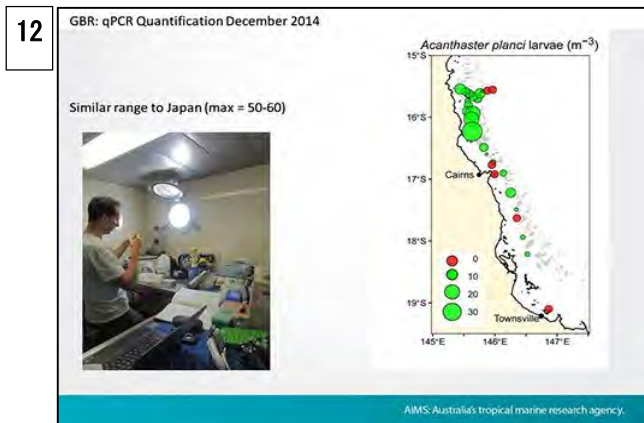 12
GBR: qPCR Quantification December 2014
Similar range to Japan (max = 50-60)
Acanthaster planci larvae (m⁻³)
15°S
16°S
17°S
18°S
19°S
Cairns
Townsville
0
10
20
30
145°E
146°E
147°E
AIMS: Australia's tropical marine research agency.